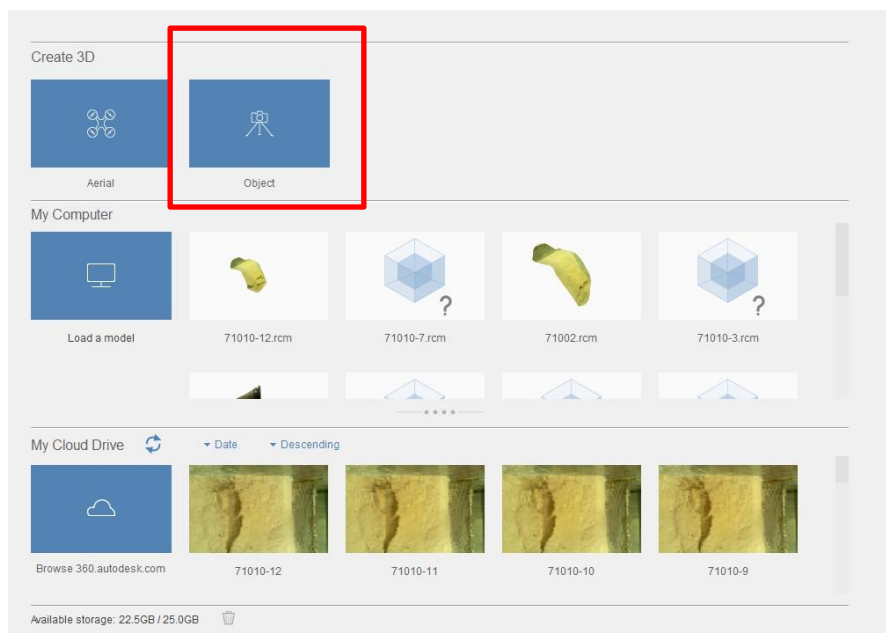 Create 3D
Aerial Object
My Computer
?
?
Load a model 71010-12.rcm 71010-7.rcm 71002.rcm 71010-3.rcm
My Cloud Drive Date Descending
Browse 360.autodesk.com 71010-12 71010-11 71010-10 71010-9
Available storage: 22.5GB / 25.0GB